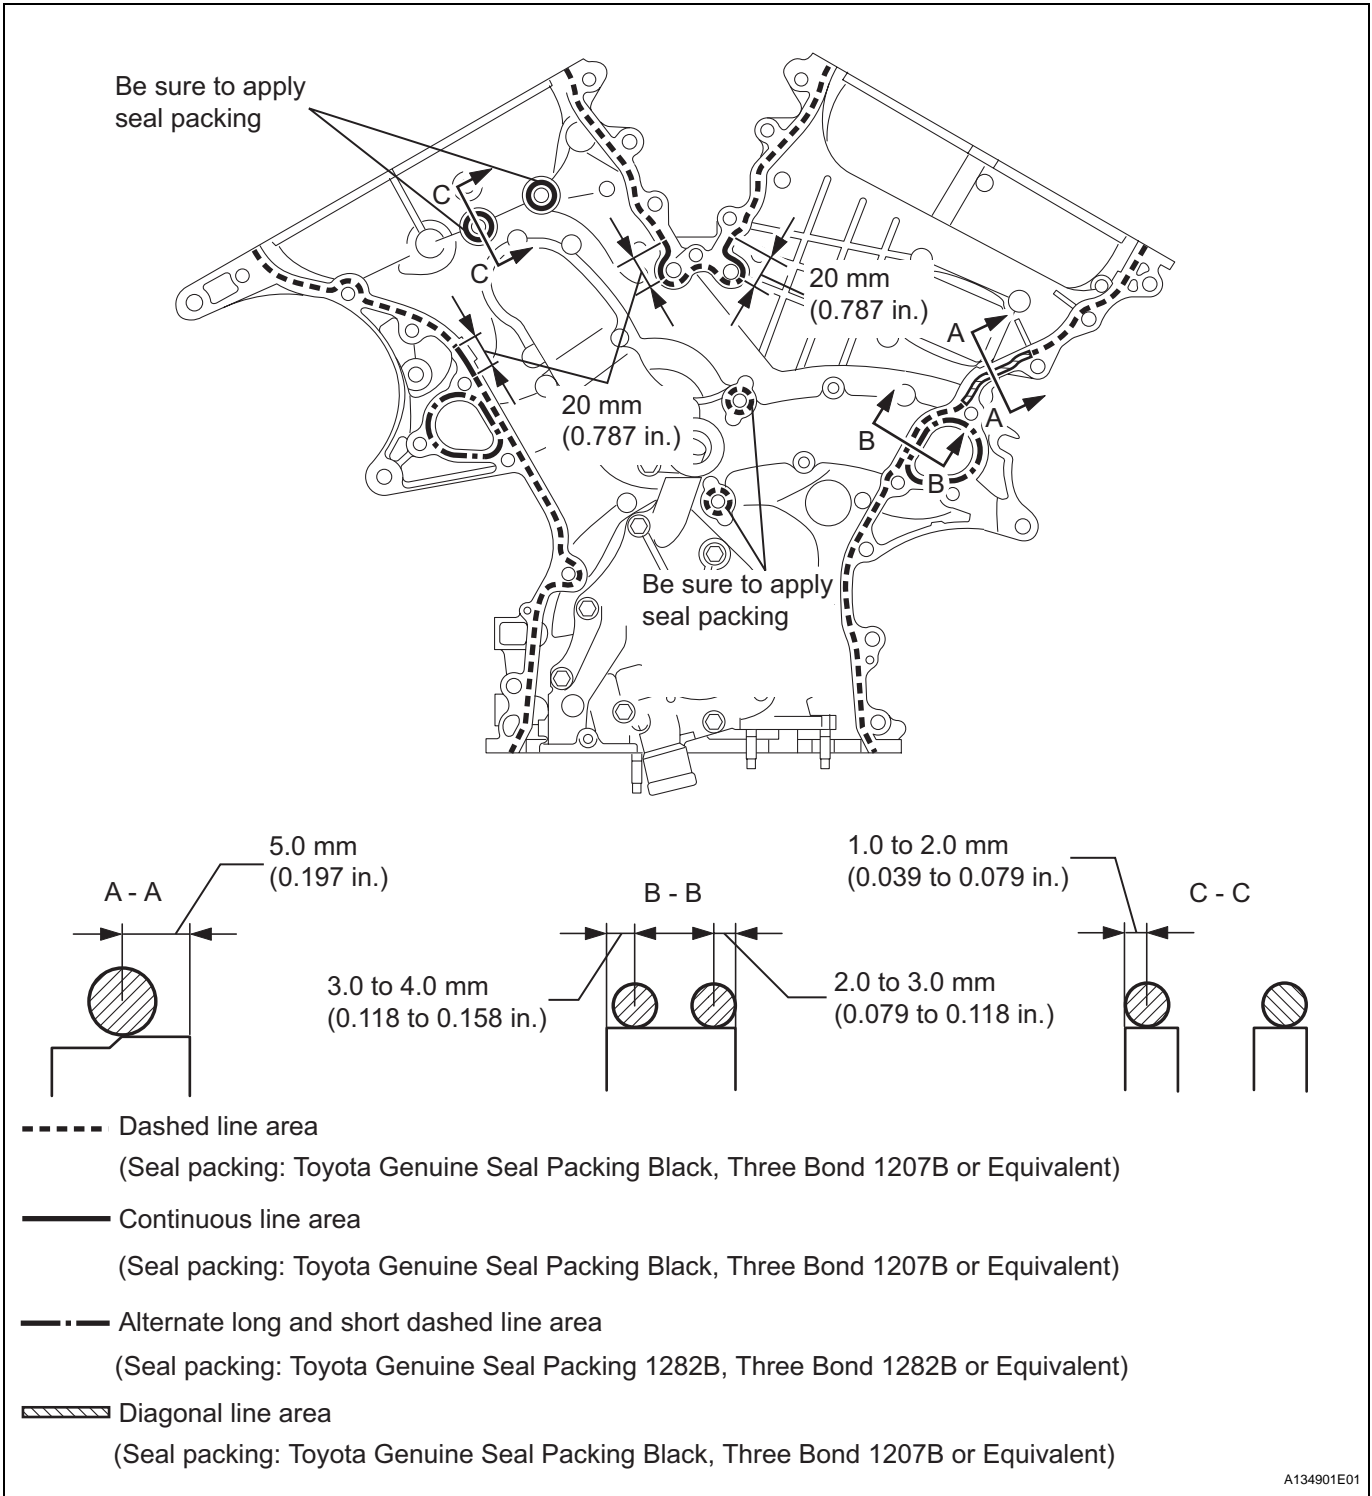 Be sure to apply
seal packing
C
C
20 mm
(0.787 in.)
A
A
20 mm
(0.787 in.)
B
B
Be sure to apply
seal packing
5.0 mm
(0.197 in.)
A - A
3.0 to 4.0 mm
(0.118 to 0.158 in.)
B - B
2.0 to 3.0 mm
(0.079 to 0.118 in.)
1.0 to 2.0 mm
(0.039 to 0.079 in.)
C - C
Dashed line area
(Seal packing: Toyota Genuine Seal Packing Black, Three Bond 1207B or Equivalent)
Continuous line area
(Seal packing: Toyota Genuine Seal Packing Black, Three Bond 1207B or Equivalent)
Alternate long and short dashed line area
(Seal packing: Toyota Genuine Seal Packing 1282B, Three Bond 1282B or Equivalent)
Diagonal line area
(Seal packing: Toyota Genuine Seal Packing Black, Three Bond 1207B or Equivalent)
A134901E01